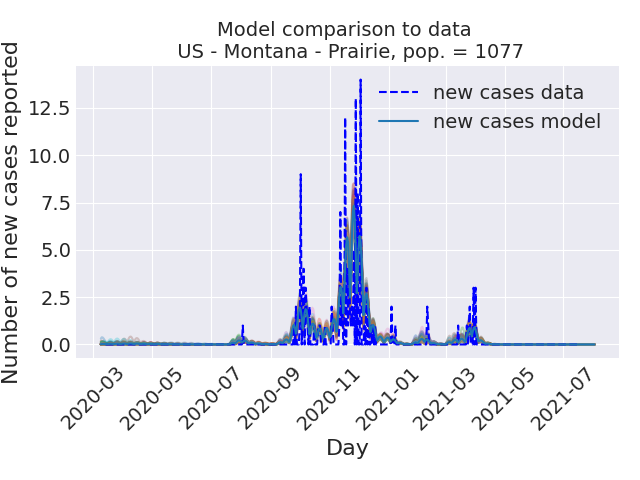 Model comparison to data
US - Montana - Prairie, pop. = 1077
Number of new cases reported
12.5
10.0
7.5
5.0
2.5
0.0
new cases data
new cases model
2020-03
2020-05
2020-07
2020-09
2020-11
2021-01
2021-03
2021-05
2021-07
Day